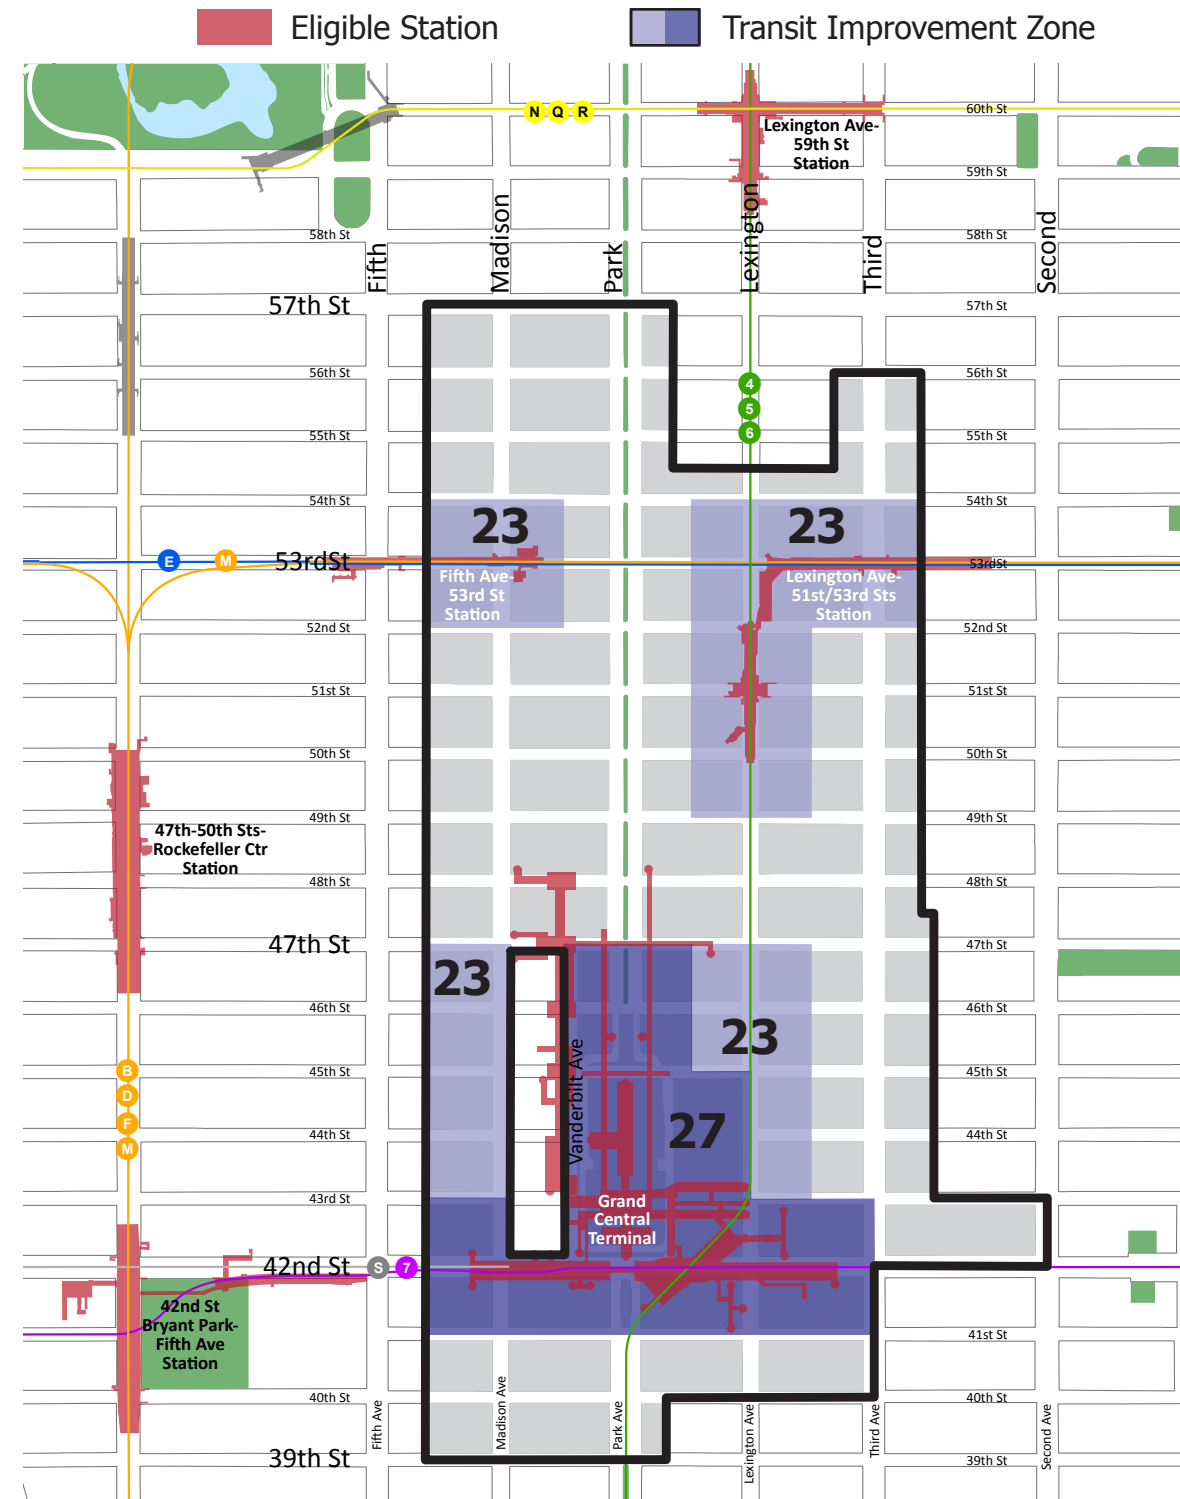 Eligible Station
Transit Improvement Zone
N Q R
60th St
Lexington Ave-
59th St
Station
59th St
58th St
58th St
Fifth
Madison
Park
Lexington
Third
Second
57th St
57th St
56th St
56th St
4
5
6
55th St
55th St
54th St
54th St
23
23
E
M
53rdSt
53rdSt
Fifth Ave-
53rd St
Station
Lexington Ave-
51st/53rd Sts
Station
52nd St
52nd St
51st St
51st St
50th St
50th St
49th St
49th St
47th-50th Sts-
Rockefeller Ctr
Station
48th St
48th St
47th St
47th St
23
46th St
46th St
23
Vanderbilt Ave
B
D
F
M
45th St
45th St
27
44th St
44th St
43rd St
Grand
Central
Terminal
42nd St
S
7
42nd St
Bryant Park-
Fifth Ave
Station
41st St
40th St
40th St
Fifth Ave
Madison Ave
Park Ave
Lexington Ave
Third Ave
Second Ave
39th St
39th St